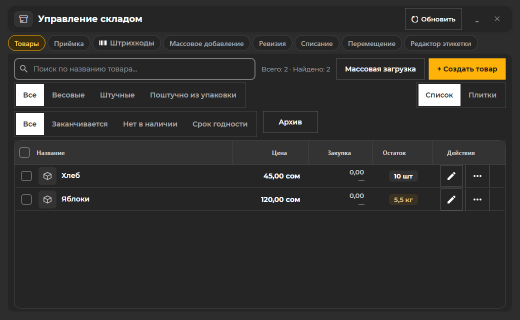 Управление складом
Обновить
Товары Приёмка Штрихкоды Массовое добавление Ревизия Списание Перемещение Редактор этикетки
Поиск по названию товара... Всего: 2 · Найдено: 2 Массовая загрузка + Создать товар
Все Весовые Штучные Поштучно из упаковки Список Плитки
Все Заканчивается Нет в наличии Срок годности Архив
Название Цена Закупка Остаток Действия
Хлеб 45,00 сом 0,00 — 10 шт
Яблоки 120,00 сом 0,00 — 5,5 кг